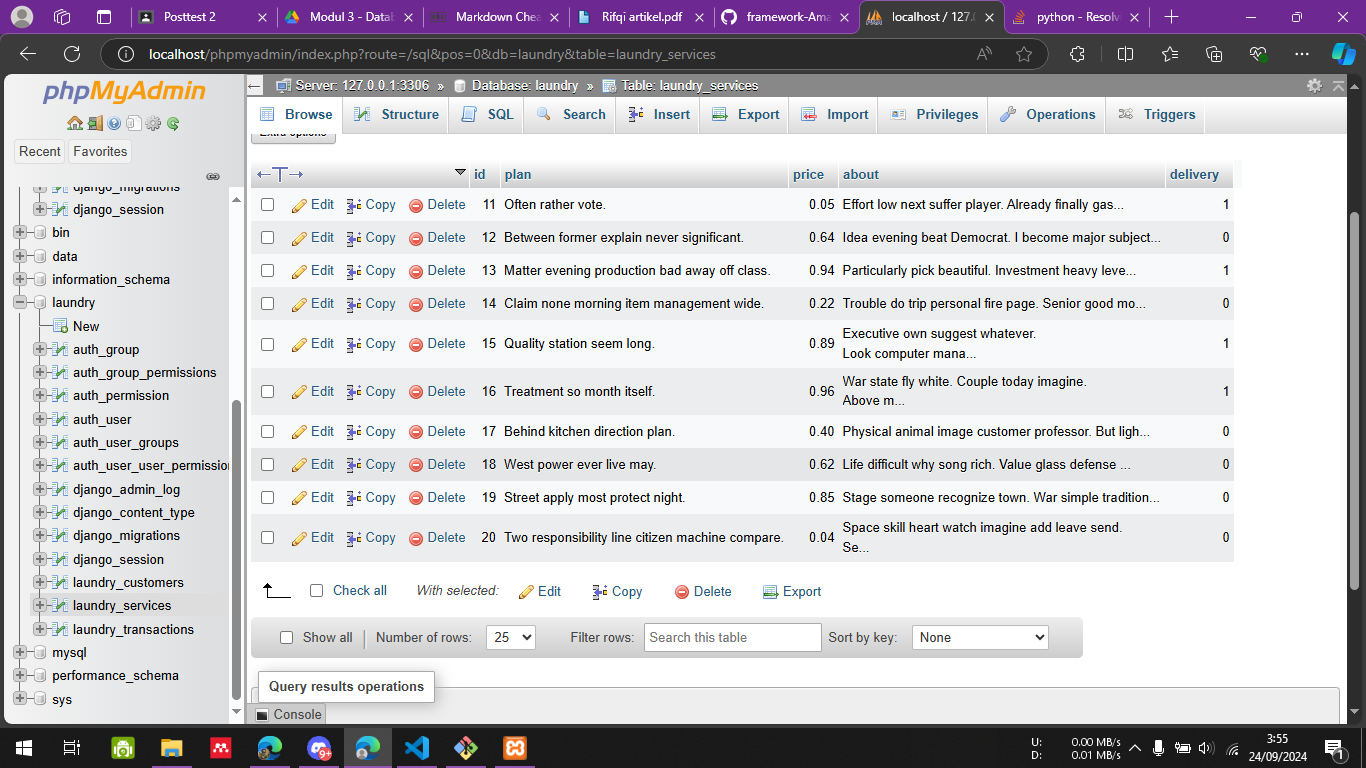 Posttest 2
Modul 3 - Data
Markdown Chea
Rifqi artikel.pdf
framework-Ama
localhost / 127.0
python - Resolv
localhost/phpmyadmin/index.php?route=/sql&pos=0&db=laundry&table=laundry_services
phpMyAdmin
Recent
Favorites
django_migrations
django_session
bin
data
information_schema
laundry
New
auth_group
auth_group_permissions
auth_permission
auth_user
auth_user_groups
auth_user_user_permission
django_admin_log
django_content_type
django_migrations
django_session
laundry_customers
laundry_services
laundry_transactions
mysql
performance_schema
sys
Server: 127.0.0.1:3306 » Database: laundry » Table: laundry_services
Browse Structure SQL Search Insert Export Import Privileges Operations Triggers
Extra options
id plan price about delivery
Edit Copy Delete 11 Often rather vote. 0.05 Effort low next suffer player. Already finally gas... 1
Edit Copy Delete 12 Between former explain never significant. 0.64 Idea evening beat Democrat. I become major subject... 0
Edit Copy Delete 13 Matter evening production bad away off class. 0.94 Particularly pick beautiful. Investment heavy leve... 1
Edit Copy Delete 14 Claim none morning item management wide. 0.22 Trouble do trip personal fire page. Senior good mo... 0
Edit Copy Delete 15 Quality station seem long. 0.89 Executive own suggest whatever.
Look computer mana... 1
Edit Copy Delete 16 Treatment so month itself. 0.96 War state fly white. Couple today imagine.
Above m... 1
Edit Copy Delete 17 Behind kitchen direction plan. 0.40 Physical animal image customer professor. But ligh... 0
Edit Copy Delete 18 West power ever live may. 0.62 Life difficult why song rich. Value glass defense ... 0
Edit Copy Delete 19 Street apply most protect night. 0.85 Stage someone recognize town. War simple tradition... 0
Edit Copy Delete 20 Two responsibility line citizen machine compare. 0.04 Space skill heart watch imagine add leave send.
Se... 0
Check all With selected: Edit Copy Delete Export
Show all Number of rows: 25 Filter rows: Search this table Sort by key: None
Query results operations
Console
U: 0.00 MB/s
D: 0.01 MB/s
3:55
24/09/2024
9+
1